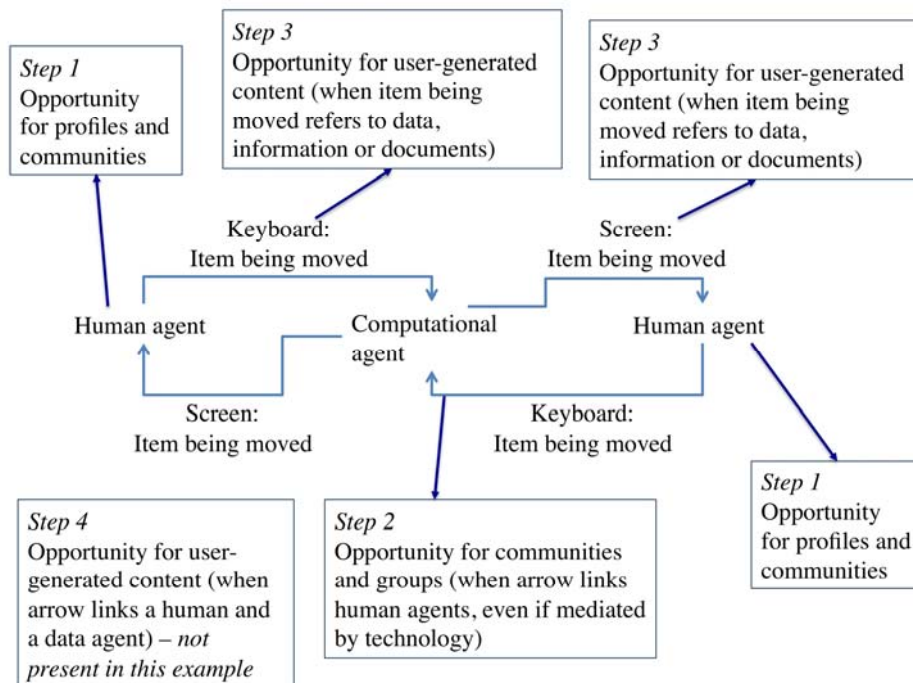 Step 1
Opportunity
for profiles and
communities
Step 3
Opportunity for user-generated
content (when item being
moved refers to data,
information or documents)
Step 3
Opportunity for user-generated
content (when item being
moved refers to data,
information or documents)
Keyboard:
Item being moved
Screen:
Item being moved
Human agent
Computational
agent
Human agent
Screen:
Item being moved
Keyboard:
Item being moved
Step 4
Opportunity for user-
generated content (when
arrow links a human and
a data agent) – not
present in this example
Step 2
Opportunity for communities
and groups (when arrow links
human agents, even if mediated
by technology)
Step 1
Opportunity
for profiles and
communities